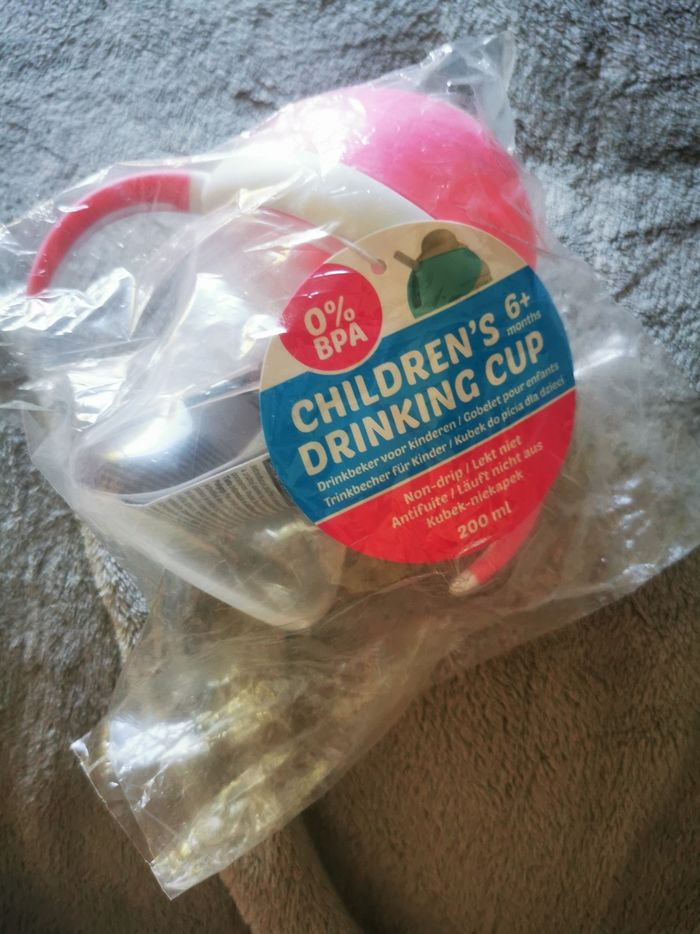 0%
BPA
6+
months
CHILDREN'S
DRINKING CUP
Drinkbeker voor kinderen / Gobelet pour enfants
Trinkbecher für Kinder / Kubek do picia dla dzieci
Non-drip / Lekt niet
Antifuite / Läuft nicht aus
Kubek-niekapek
200 ml